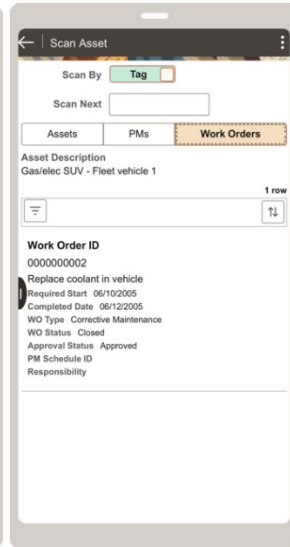 Scan Asset
Scan By Tag
Scan Next
Assets PMs Work Orders
Asset Description
Gas/elec SUV - Fleet vehicle 1
1 row
Work Order ID
0000000002
Replace coolant in vehicle
Required Start 06/10/2005
Completed Date 06/12/2005
WO Type Corrective Maintenance
WO Status Closed
Approval Status Approved
PM Schedule ID
Responsibility